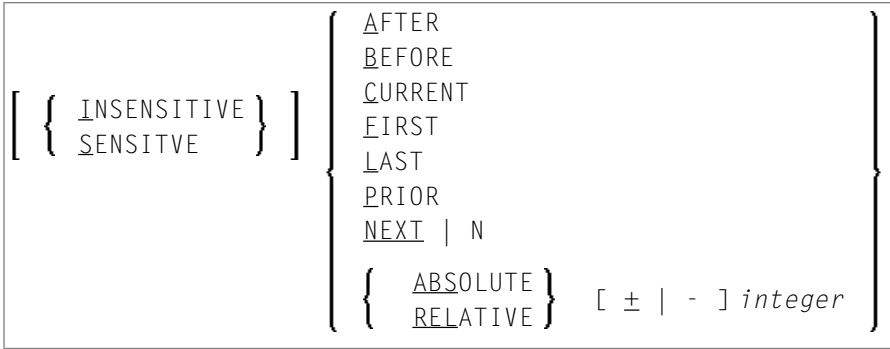 AFTER
BEFORE
CURRENT
[ { INSENSITIVE
SENSITVE } ]
FIRST
LAST
PRIOR
NEXT | N
{ ABSOLUTE
RELATIVE } [ + | - ] integer